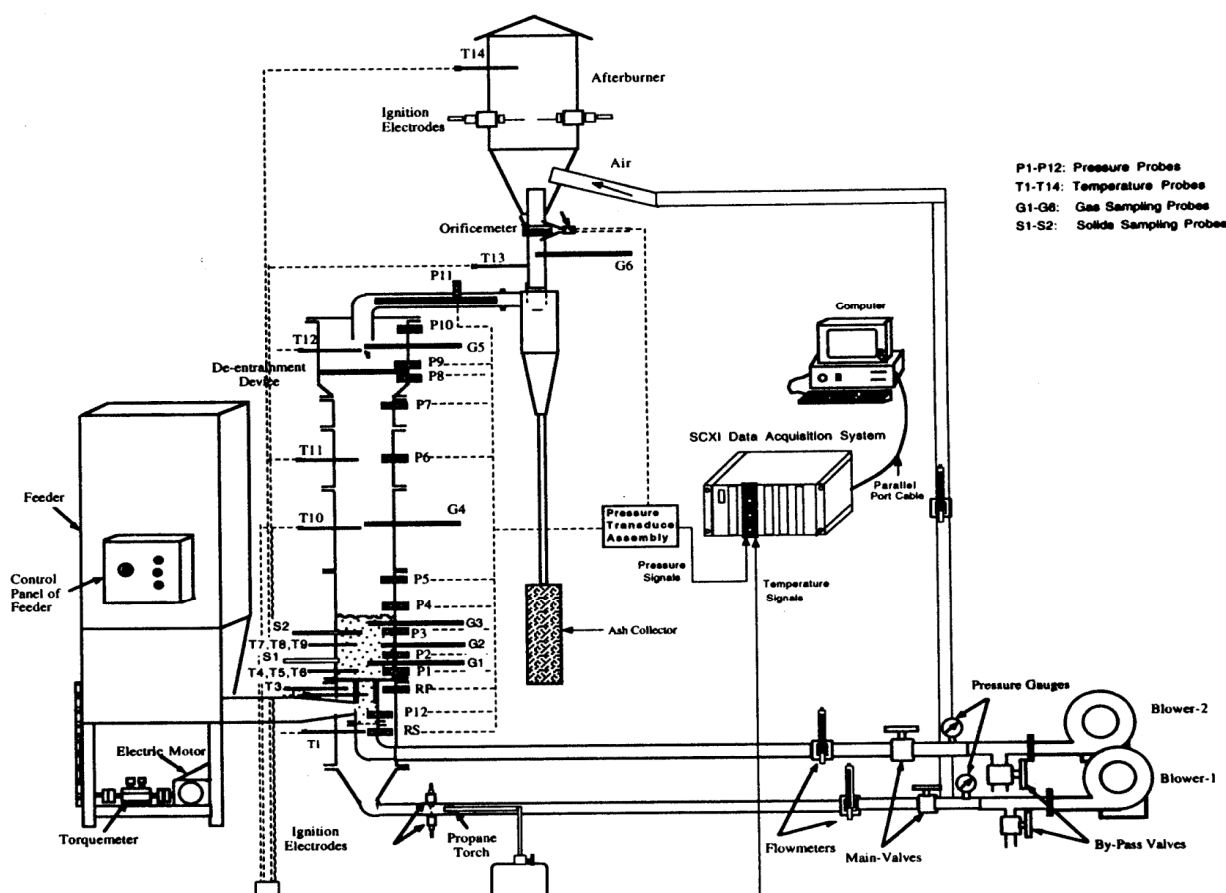 T14
Afterburner
Ignition
Electrodes
Air
P1-P12: Pressure Probes
T1-T14: Temperature Probes
G1-G6: Gas Sampling Probes
S1-S2: Solids Sampling Probes
Orificemeter
T13
G6
P11
Computer
P10
T12
G5
De-entrainment
Device
P9
P8
P7
SCXI Data Acquisition System
T11
P6
Parallel
Port Cable
Feeder
T10
G4
Pressure
Transduce
Assembly
Pressure
Signals
Temperature
Signals
Control
Panel of
Feeder
P5
P4
S2
G3
P3
Ash Collector
T7,T8,T9
G2
P2
S1
G1
T4,T5,T6
P1
T3
RP
Pressure Gauges
P12
Blower-2
RS
T1
Electric Motor
Blower-1
Torquemeter
Ignition
Electrodes
Propane
Torch
Flowmeters
Main-Valves
By-Pass Valves